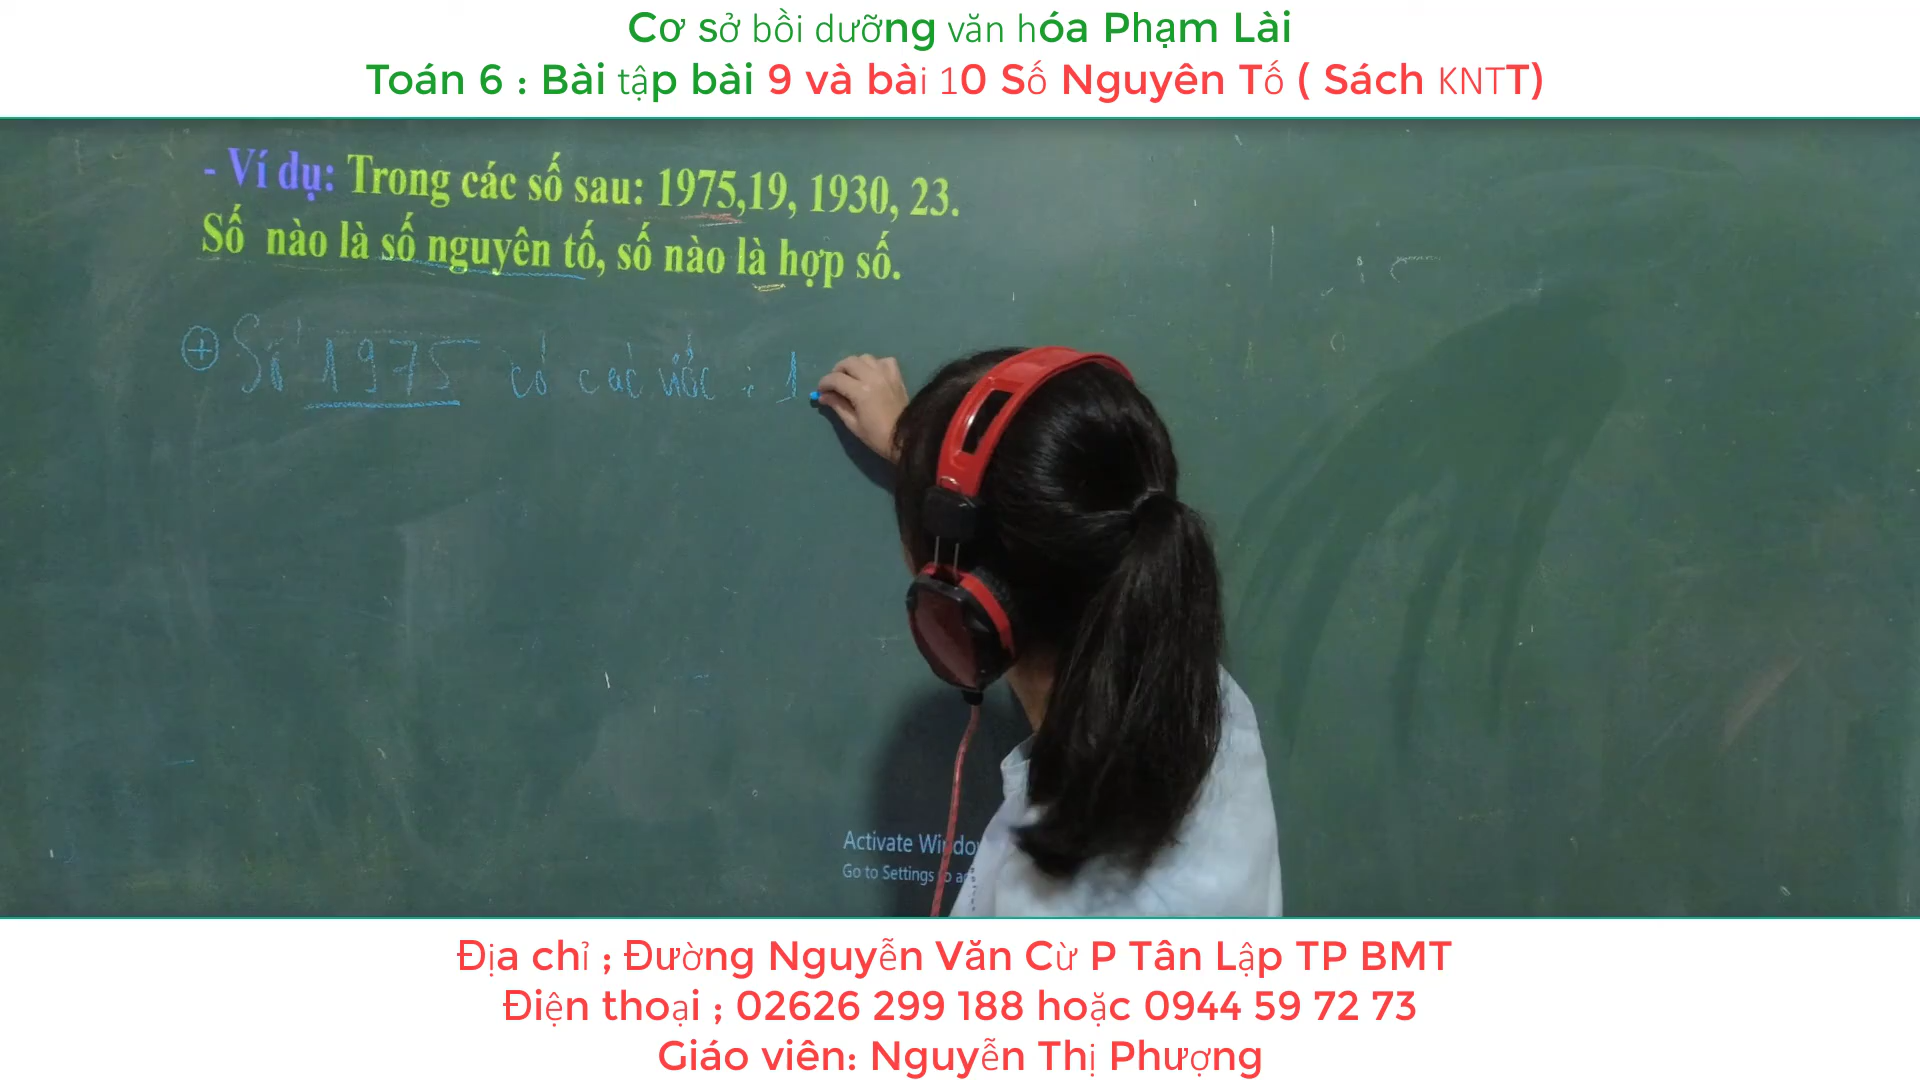 Cơ sở bồi dưỡng văn hóa Phạm Lài
Toán 6 : Bài tập bài 9 và bài 10 Số Nguyên Tố ( Sách KNTT)
- Ví dụ: Trong các số sau: 1975,19, 1930, 23.
Số nào là số nguyên tố, số nào là hợp số.
⊕ Số 1975 có các ước : 1
Activate Windo
Go to Settings to ac
Địa chỉ ; Đường Nguyễn Văn Cừ P Tân Lập TP BMT
Điện thoại ; 02626 299 188 hoặc 0944 59 72 73
Giáo viên: Nguyễn Thị Phượng